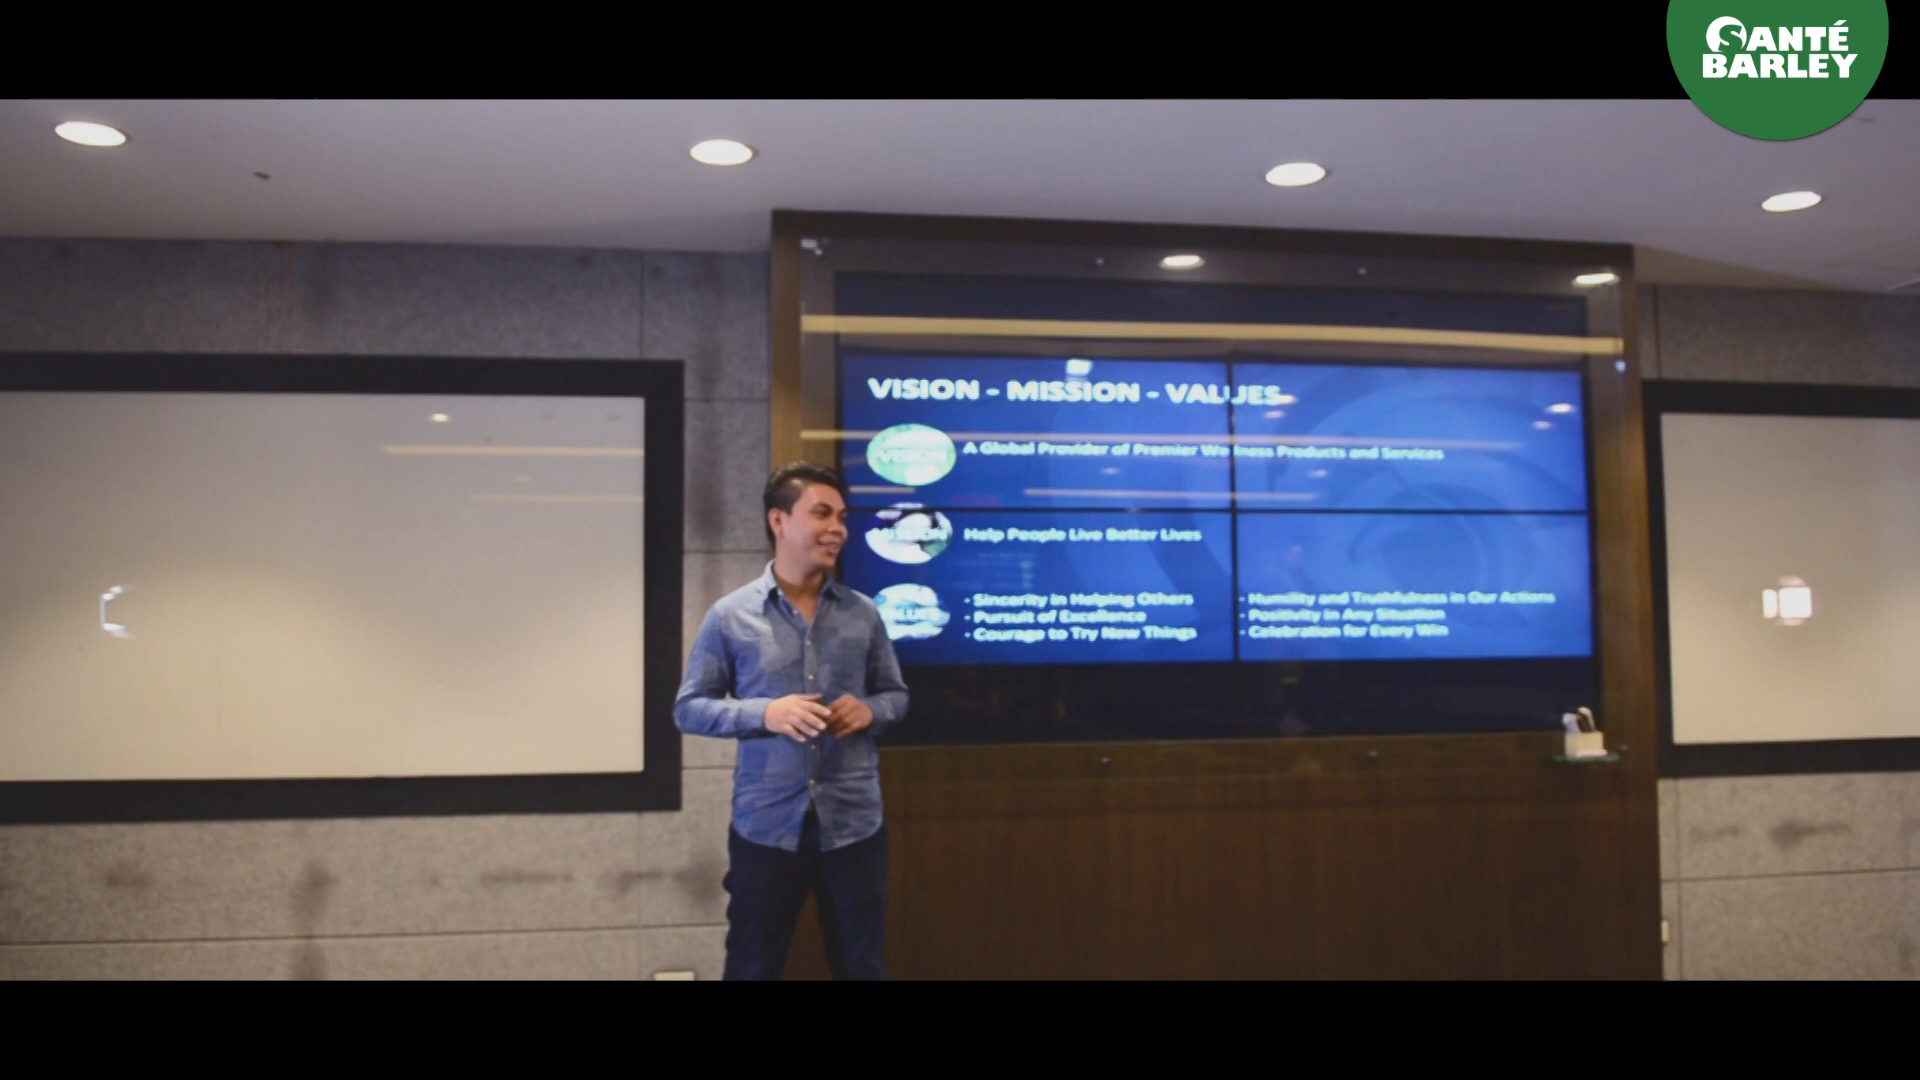 SANTÉ
BARLEY
VISION - MISSION - VALUES
VISION
A Global Provider of Premier Wellness Products and Services
MISSION
Help People Live Better Lives
VALUES
- Sincerity in Helping Others
- Pursuit of Excellence
- Courage to Try New Things
- Humility and Truthfulness in Our Actions
- Positivity in Any Situation
- Celebration for Every Win